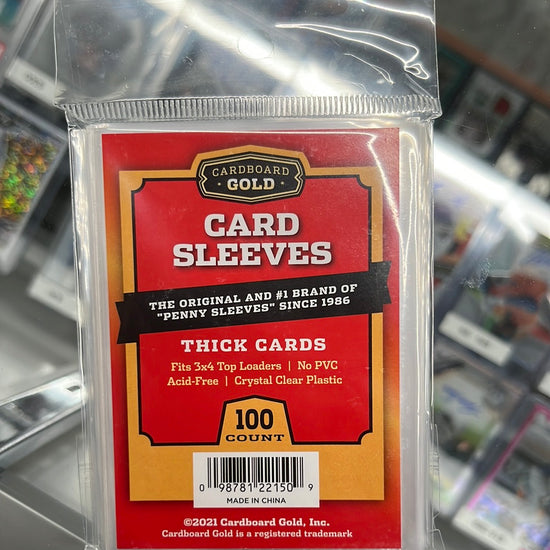 CARDBOARD
GOLD
CARD
SLEEVES
THE ORIGINAL AND #1 BRAND OF
"PENNY SLEEVES" SINCE 1986
THICK CARDS
Fits 3x4 Top Loaders | No PVC
Acid-Free | Crystal Clear Plastic
100
COUNT
0 98781 22150 9
MADE IN CHINA
©2021 Cardboard Gold, Inc.
Cardboard Gold is a registered trademark